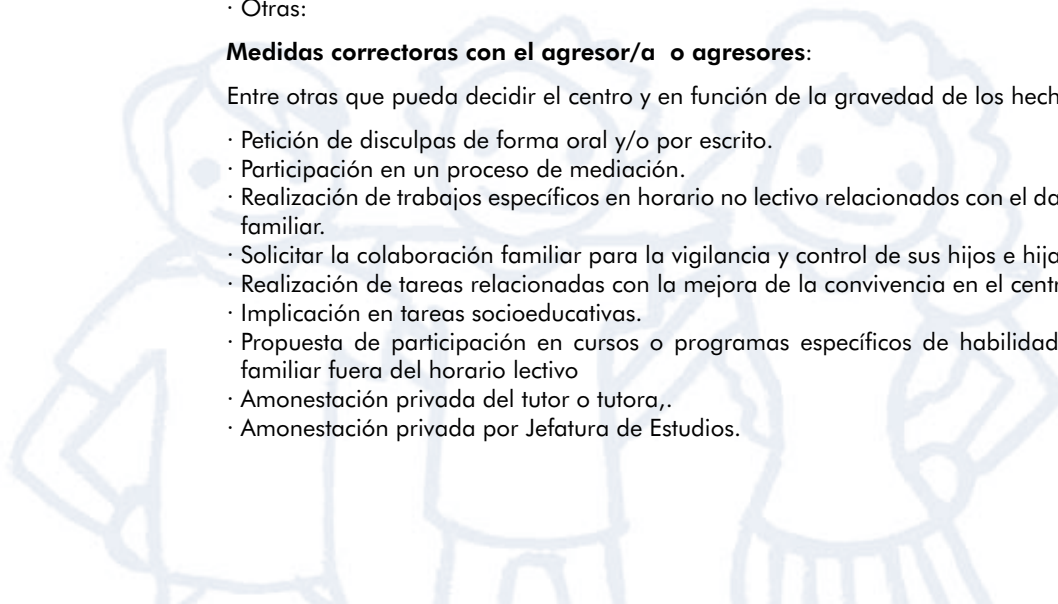 · Otras:
Medidas correctoras con el agresor/a o agresores:
Entre otras que pueda decidir el centro y en función de la gravedad de los
· Petición de disculpas de forma oral y/o por escrito.
· Participación en un proceso de mediación.
· Realización de trabajos específicos en horario no lectivo relacionados con el
familiar.
· Solicitar la colaboración familiar para la vigilancia y control de sus hijos e
· Realización de tareas relacionadas con la mejora de la convivencia en el
· Implicación en tareas socioeducativas.
· Propuesta de participación en cursos o programas específicos de
familiar fuera del horario lectivo
· Amonestación privada del tutor o tutora,.
· Amonestación privada por Jefatura de Estudios.